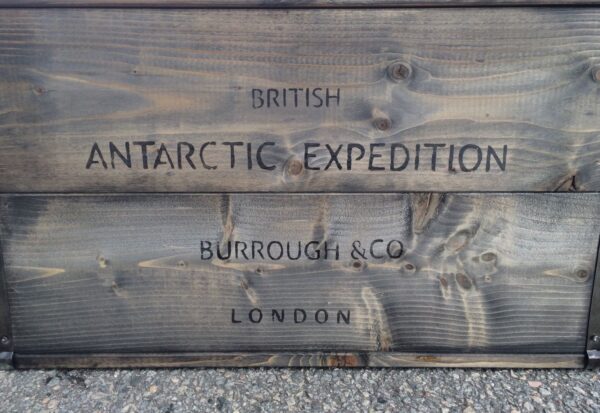 BRITISH
ANTARCTIC EXPEDITION
BURROUGH &CO
LONDON